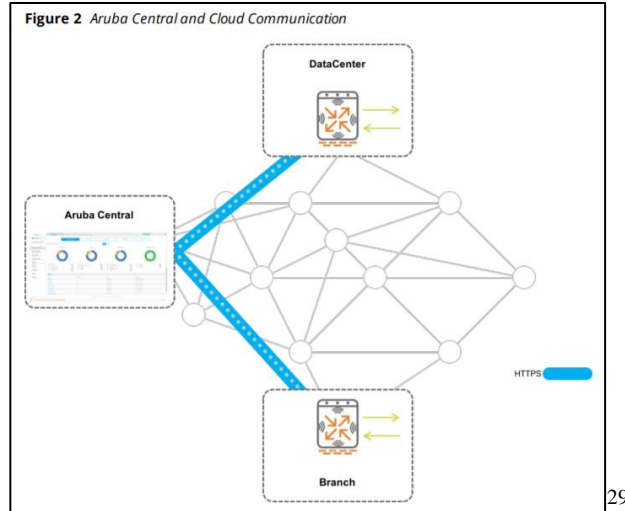 Figure 2 Aruba Central and Cloud Communication
DataCenter
Aruba Central
HTTPS
Branch
29